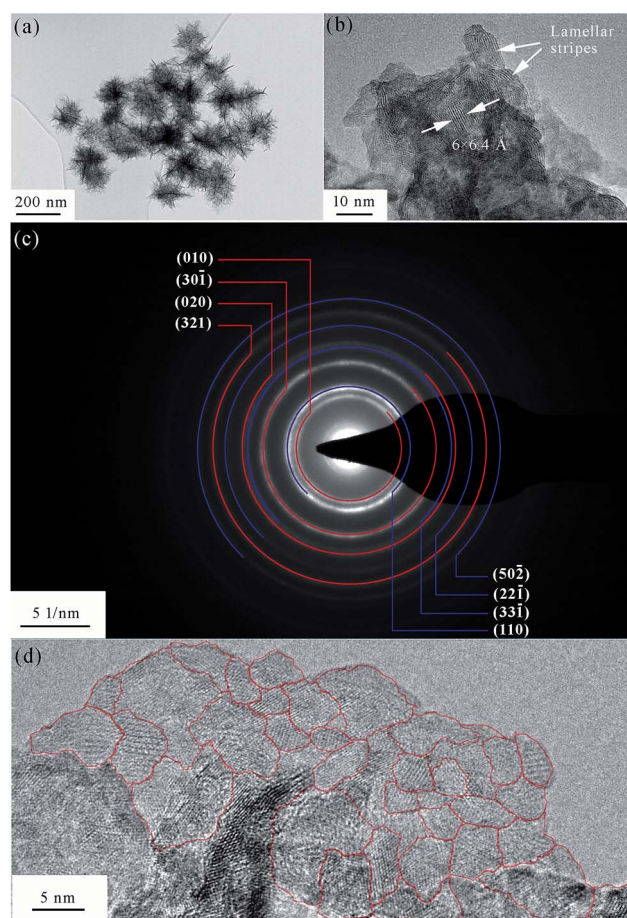 (a)
200 nm
(b)
Lamellar
stripes
6×6.4 Å
10 nm
(c)
(010)
(301̄)
(020)
(321)
(502̄)
(221̄)
(331̄)
(110)
5 1/nm
(d)
5 nm